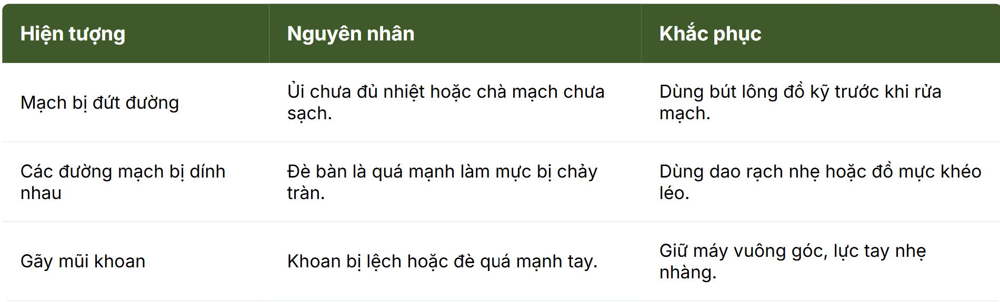 Hiện tượng
Nguyên nhân
Khắc phục
Mạch bị đứt đường
Ủi chưa đủ nhiệt hoặc chà mạch chưa
sạch.
Dùng bút lông đồ kỹ trước khi rửa
mạch.
Các đường mạch bị dính
nhau
Đè bàn là quá mạnh làm mực bị chảy
tràn.
Dùng dao rạch nhẹ hoặc đồ mực khéo
léo.
Gãy mũi khoan
Khoan bị lệch hoặc đè quá mạnh tay.
Giữ máy vuông góc, lực tay nhẹ
nhàng.